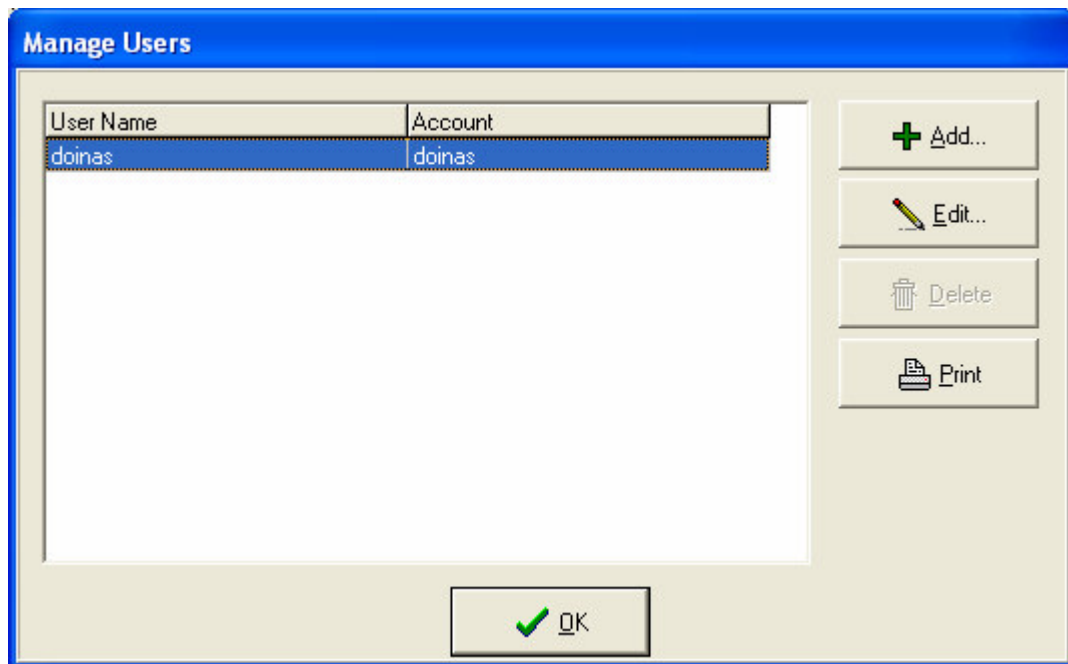 Manage Users
User Name Account
doinas doinas
Add...
Edit...
Delete
Print
OK